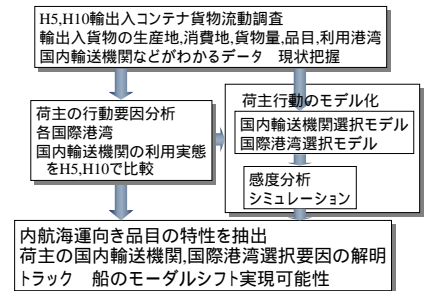 H5,H10輸出入コンテナ貨物流動調査
輸出入貨物の生産地,消費地,貨物量,品目,利用港湾
国内輸送機関などがわかるデータ　現状把握
荷主の行動要因分析
各国際港湾
国内輸送機関の利用実態
をH5,H10で比較
荷主行動のモデル化
国内輸送機関選択モデル
国際港湾選択モデル
感度分析
シミュレーション
内航海運向き品目の特性を抽出
荷主の国内輸送機関,国際港湾選択要因の解明
トラック　船のモーダルシフト実現可能性